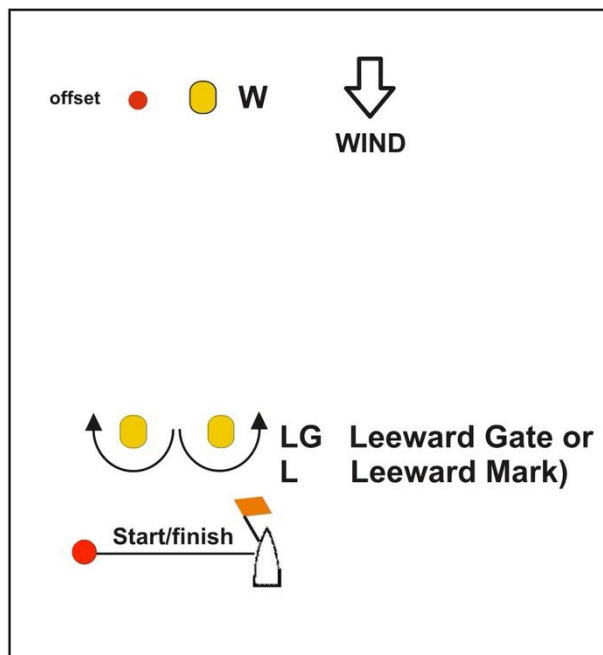 offset W
WIND
LG Leeward Gate or
L Leeward Mark)
Start/finish